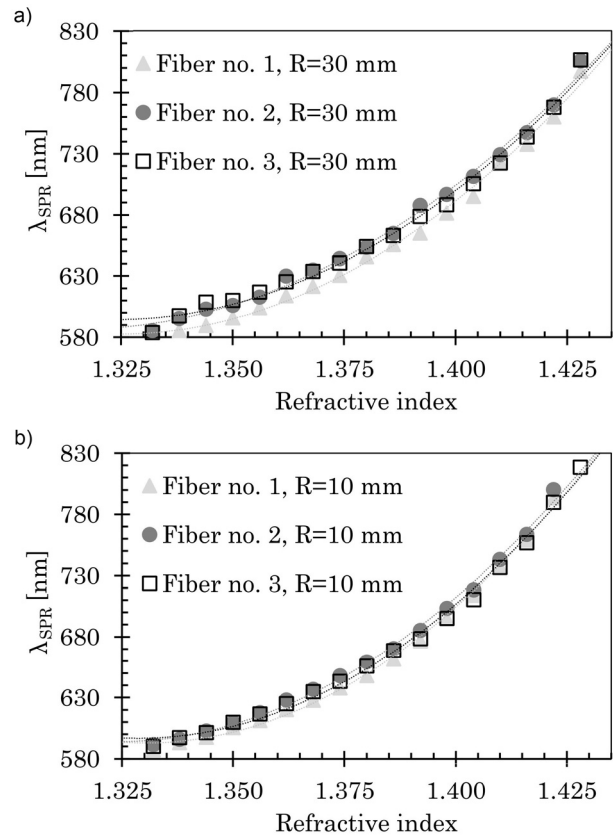 a)
830
780
730
680
630
580
λSPR [nm]
Fiber no. 1, R=30 mm
Fiber no. 2, R=30 mm
Fiber no. 3, R=30 mm
1.325 1.350 1.375 1.400 1.425
Refractive index
b)
830
780
730
680
630
580
λSPR [nm]
Fiber no. 1, R=10 mm
Fiber no. 2, R=10 mm
Fiber no. 3, R=10 mm
1.325 1.350 1.375 1.400 1.425
Refractive index